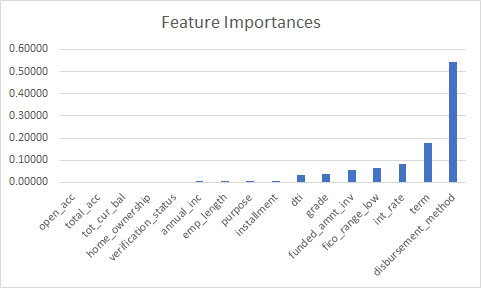 Feature Importances
0.60000
0.50000
0.40000
0.30000
0.20000
0.10000
0.00000
open_acc
total_acc
tot_cur_bal
home_ownership
verification_status
annual_inc
emp_length
purpose
installment
dti
grade
funded_amnt_inv
fico_range_low
int_rate
term
disbursement_method